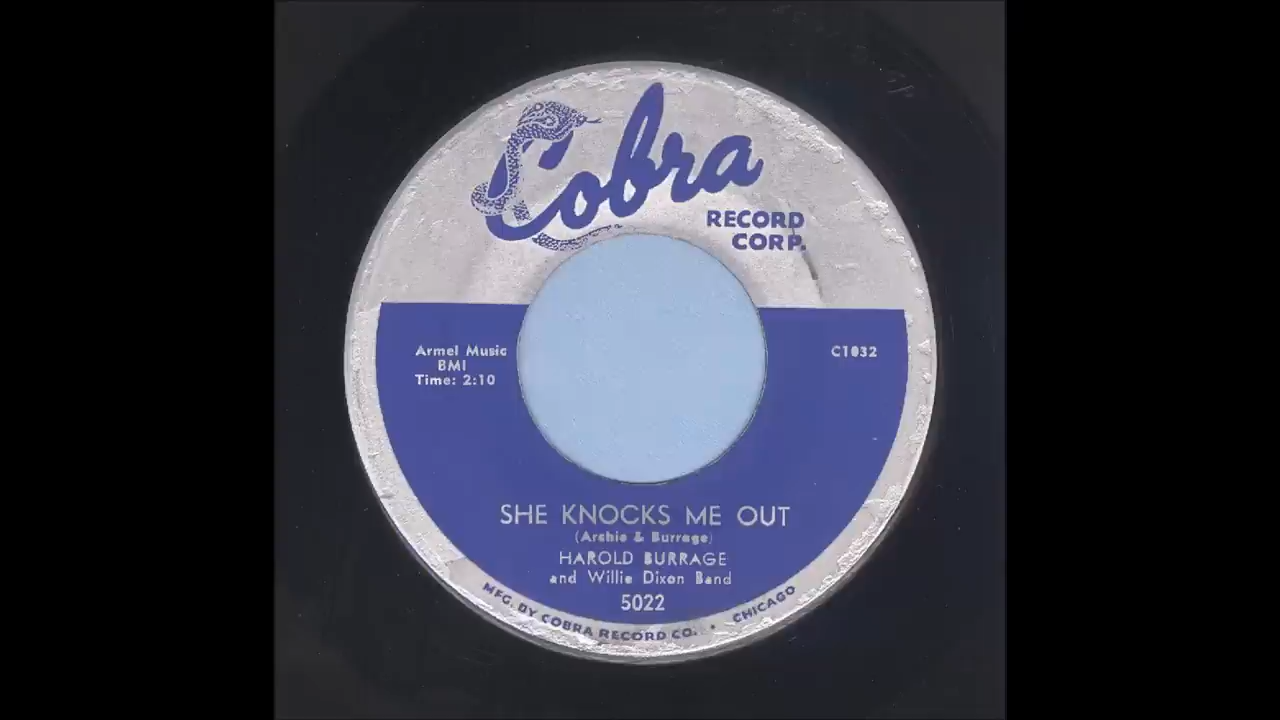 Cobra
RECORD
CORP.
Armel Music
BMI
Time: 2:10
C1032
SHE KNOCKS ME OUT
(Archie & Burrage)
HAROLD BURRAGE
and Willie Dixon Band
5022
MFG. BY COBRA RECORD CO. • CHICAGO